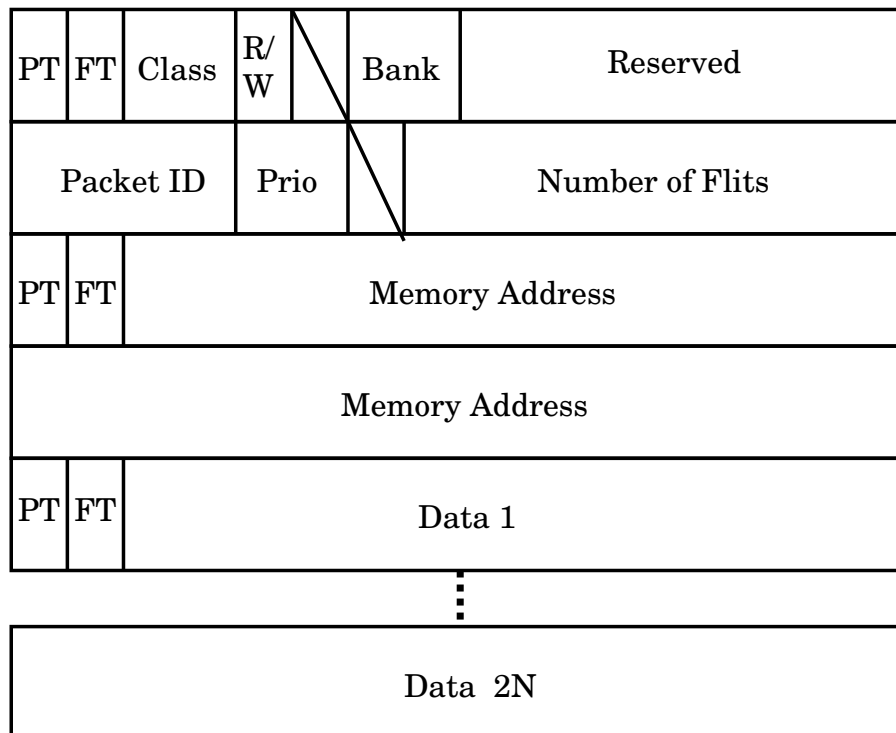 PT FT Class R/ W Bank Reserved
Packet ID Prio Number of Flits
PT FT Memory Address
Memory Address
PT FT Data 1
Data 2N